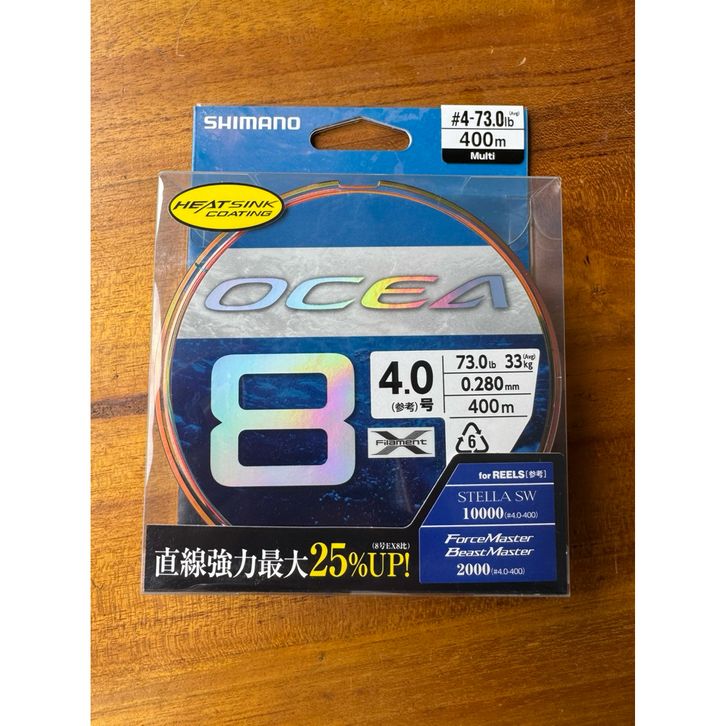 SHIMANO
#4-73.0lb (Avg)
400m
Multi
HEATSINK
COATING
OCEA
8
4.0
(参考)号
73.0lb 33kg (Avg)
0.280mm
400m
X
Filament
6
for REELS[参考]
STELLA SW
10000(#4.0-400)
ForceMaster
BeastMaster
2000(#4.0-400)
(8号EX8比)
直線強力最大25%UP!